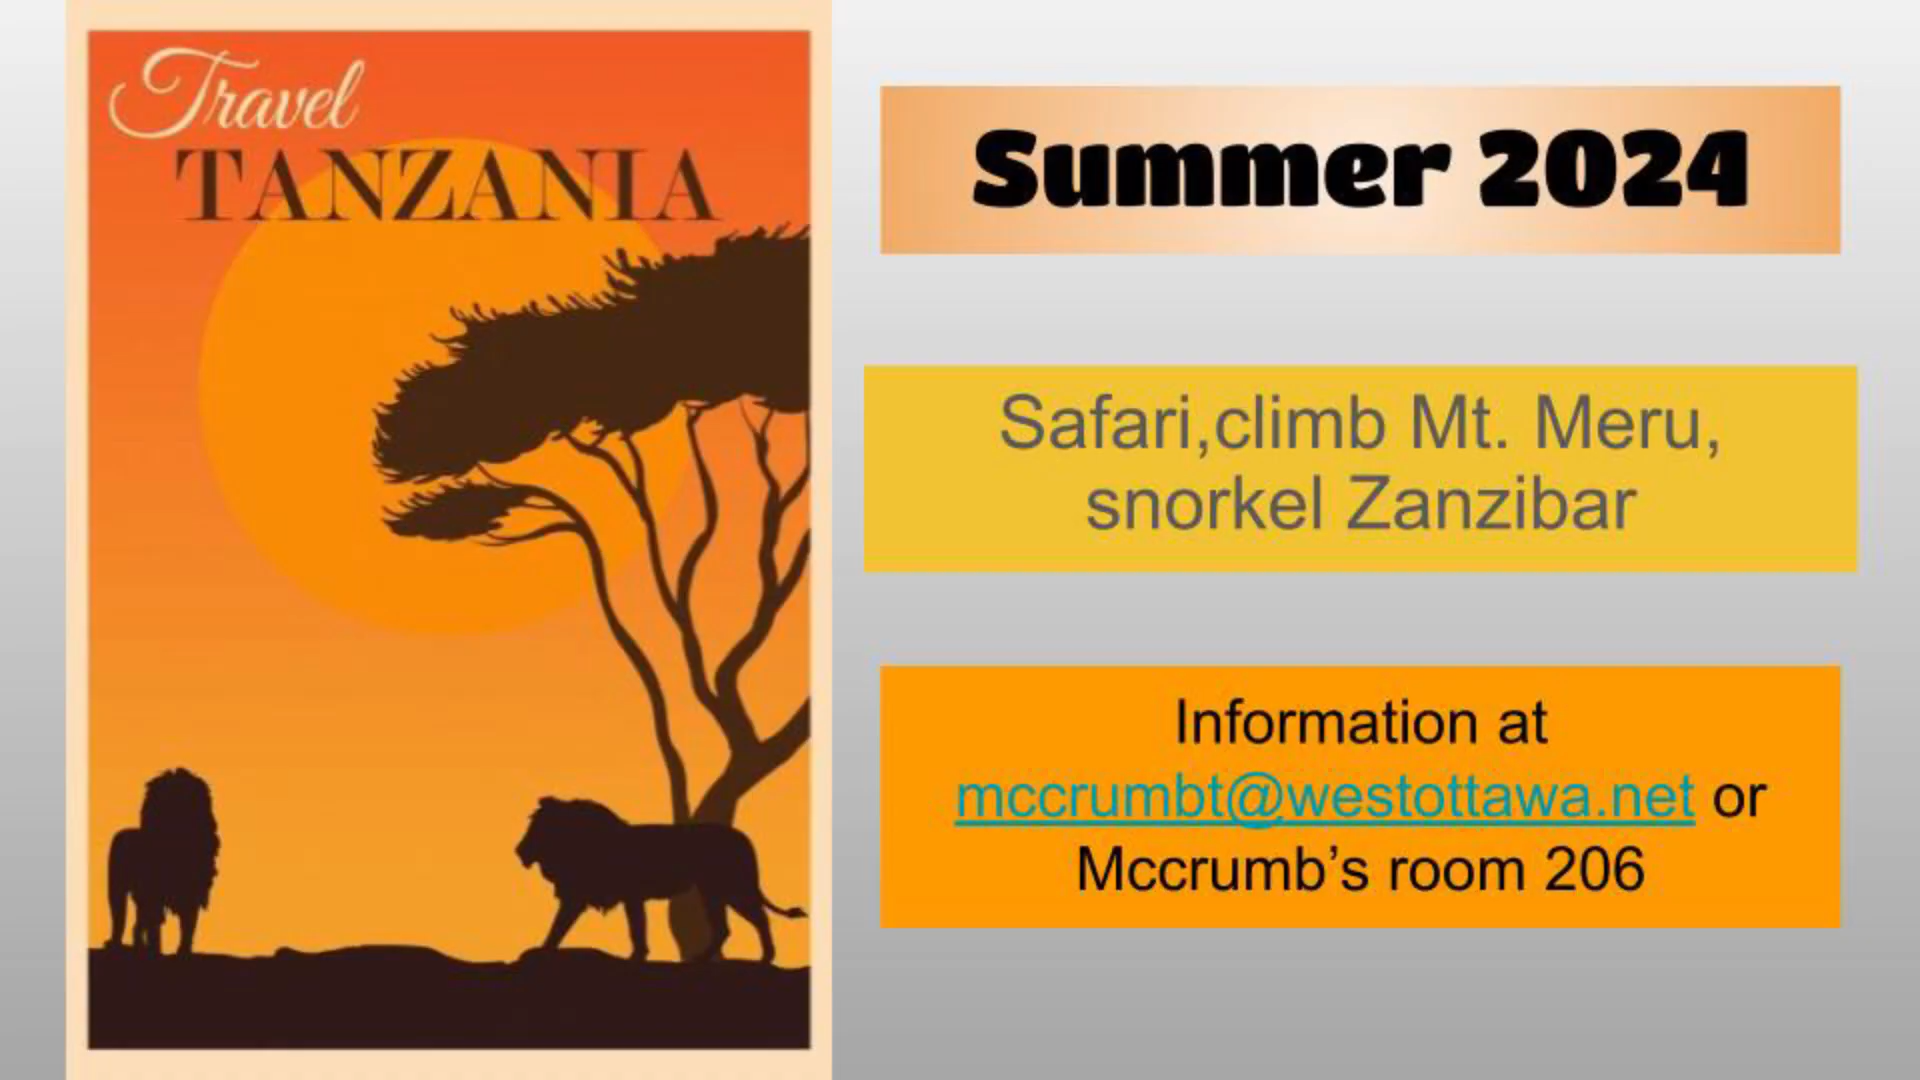 Travel
TANZANIA
Summer 2024
Safari,climb Mt. Meru,
snorkel Zanzibar
Information at
mccrumbt@westottawa.net or
Mccrumb’s room 206